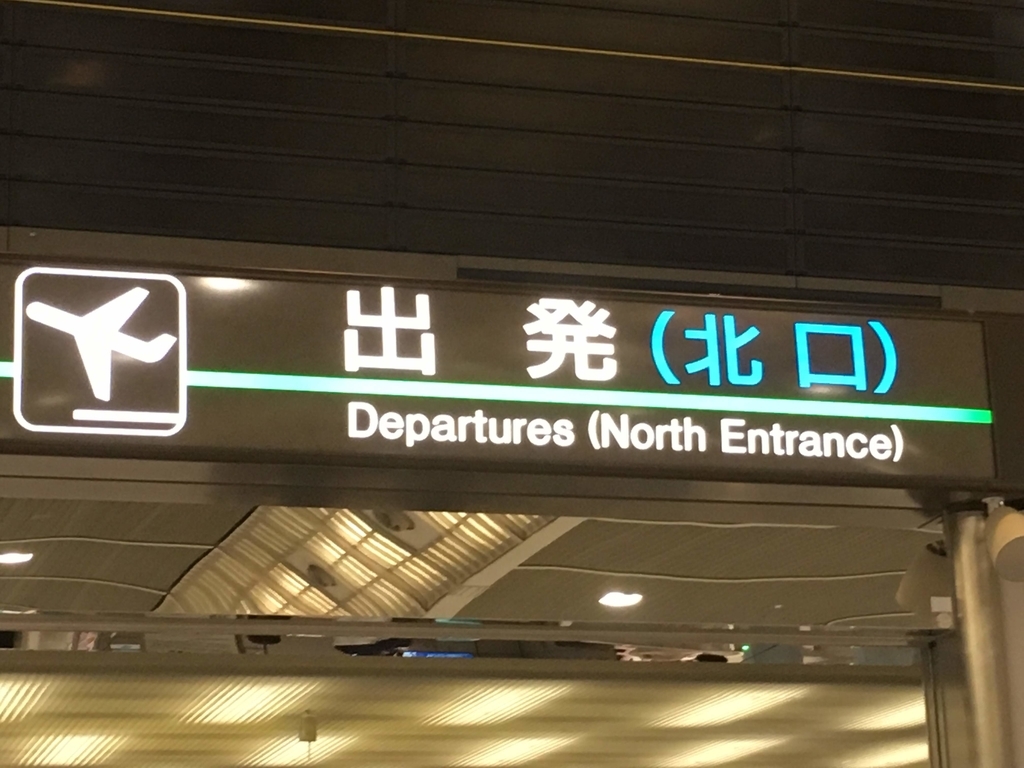 出発(北口)
Departures (North Entrance)